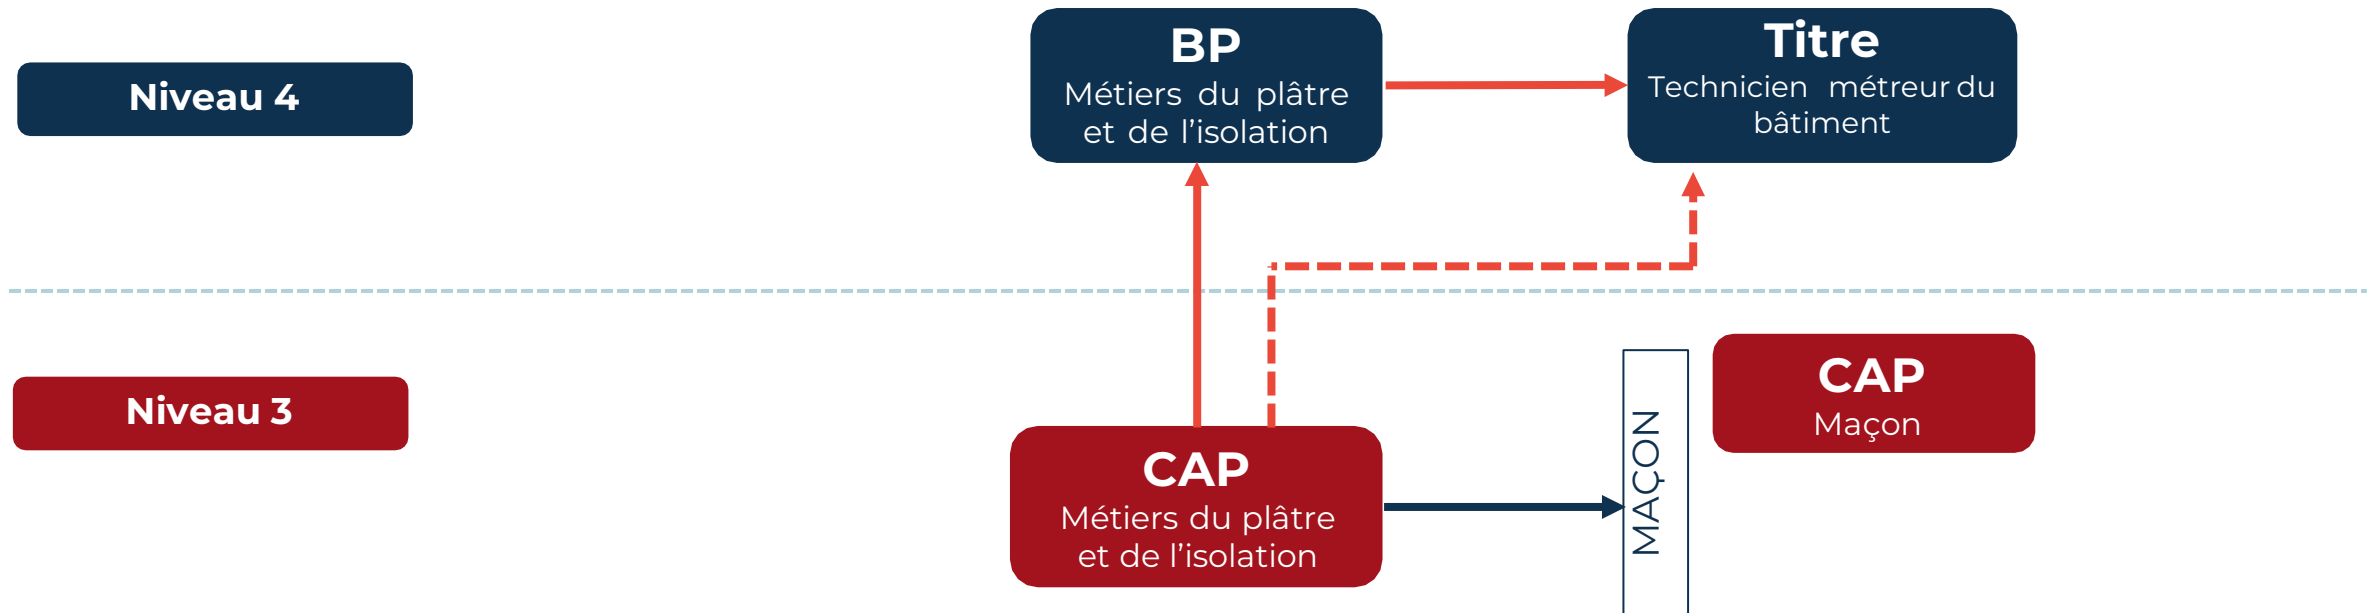 Niveau 4
BP
Métiers du plâtre
et de l’isolation
Titre
Technicien métreur du
bâtiment
Niveau 3
CAP
Métiers du plâtre
et de l’isolation
MAÇON
CAP
Maçon